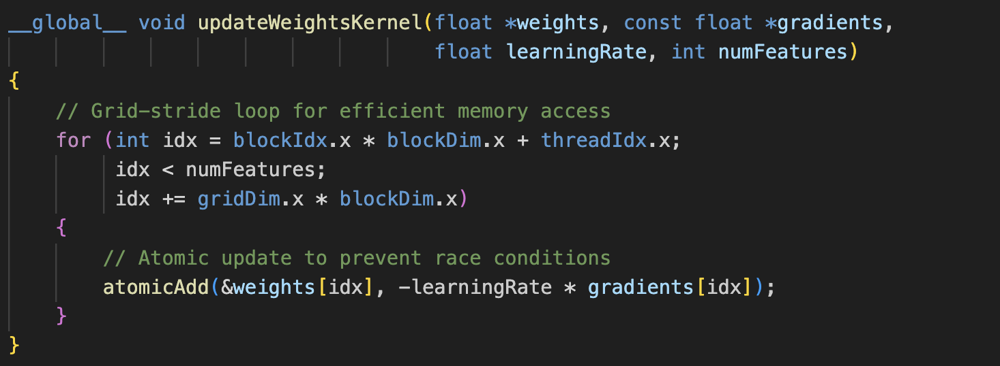 __global__ void updateWeightsKernel(float *weights, const float *gradients,
                                    float learningRate, int numFeatures)
{
    // Grid-stride loop for efficient memory access
    for (int idx = blockIdx.x * blockDim.x + threadIdx.x;
         idx < numFeatures;
         idx += gridDim.x * blockDim.x)
    {
        // Atomic update to prevent race conditions
        atomicAdd(&weights[idx], -learningRate * gradients[idx]);
    }
}